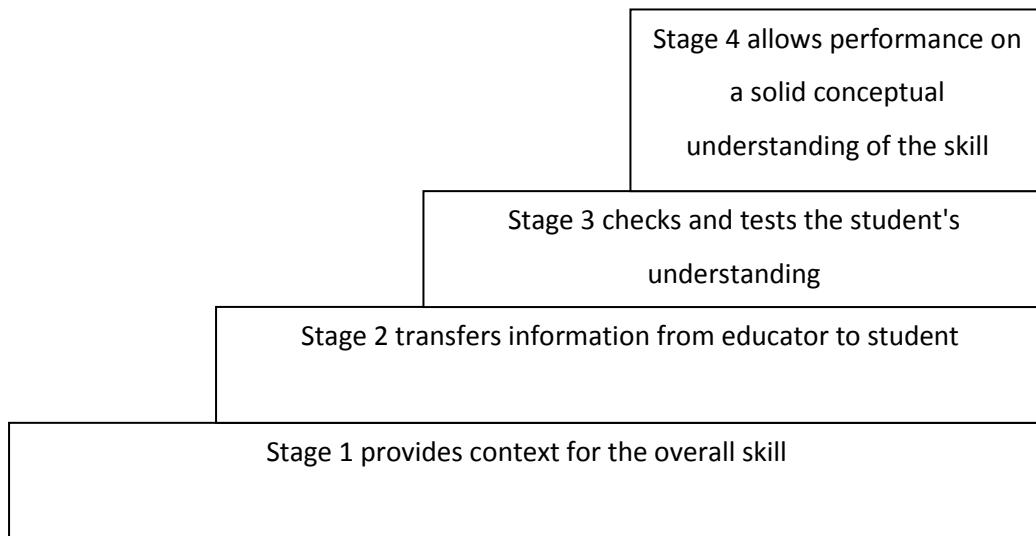 Stage 4 allows performance on
a solid conceptual
understanding of the skill
Stage 3 checks and tests the student's
understanding
Stage 2 transfers information from educator to student
Stage 1 provides context for the overall skill